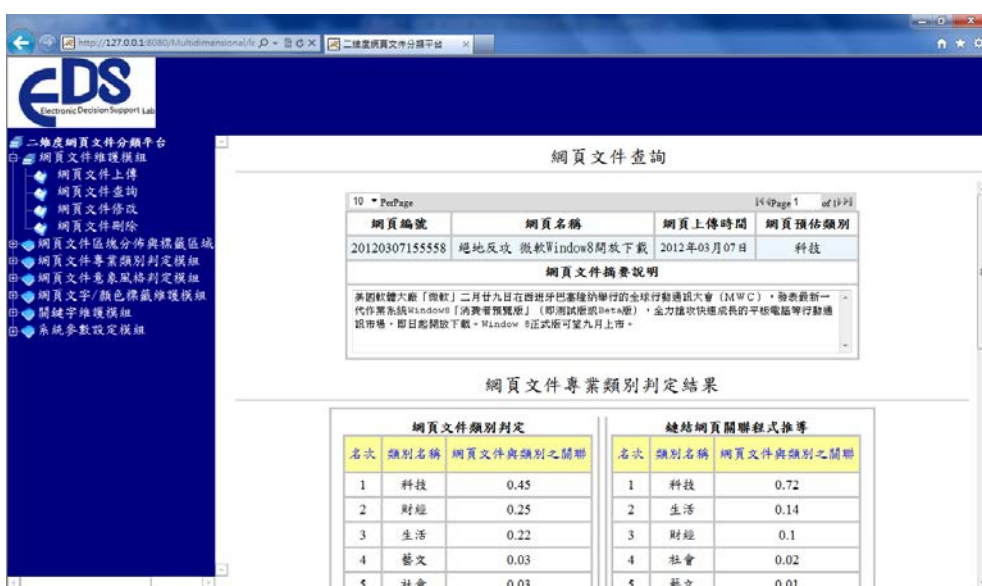 http://127.0.0.1:8080/Multidimensional/lc
二維度網頁文件分類平台
EDS
Electronic Decision Support Lab
二維度網頁文件分類平台
網頁文件維護模組
網頁文件上傳
網頁文件查詢
網頁文件修改
網頁文件刪除
網頁文件區塊分佈與標籤區域
網頁文件專業類別判定模組
網頁文件意象風格判定模組
網頁文字/顏色標籤維護模組
關鍵字維護模組
系統參數設定模組
網頁文件查詢
10 PerPage Page 1 of 1
網頁編號 網頁名稱 網頁上傳時間 網頁預估類別
20120307155558 絕地反攻 微軟Window8開放下載 2012年03月07日 科技
網頁文件摘要說明
美國軟體大廠「微軟」二月廿九日在西班牙巴塞隆納舉行的全球行動通訊大會（MWC），發表最新一
代作業系統Windows8「消費者預覽版」（即測試版或Beta版），全力搶攻快速成長的平板電腦等行動通
訊市場，即日起開放下載。Window 8正式版可望九月上市。
網頁文件專業類別判定結果
網頁文件類別判定 鏈結網頁關聯程式推導
名次 類別名稱 網頁文件與類別之關聯 名次 類別名稱 網頁文件與類別之關聯
1 科技 0.45 1 科技 0.72
2 財經 0.25 2 生活 0.14
3 生活 0.22 3 財經 0.1
4 藝文 0.03 4 社會 0.02
5 社會 0.03 5 藝文 0.01